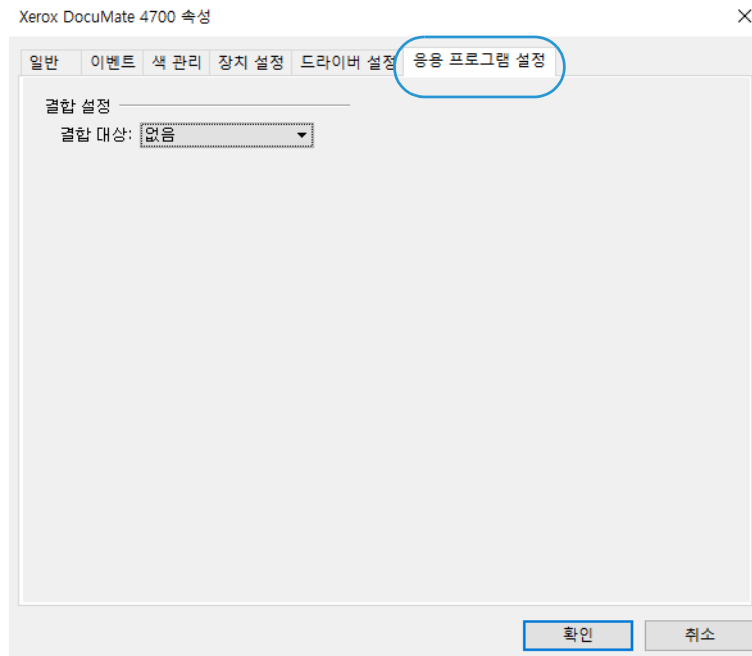 Xerox DocuMate 4700 속성
일반 이벤트 색 관리 장치 설정 드라이버 설정 응용 프로그램 설정
결합 설정
결합 대상: 없음
확인 취소